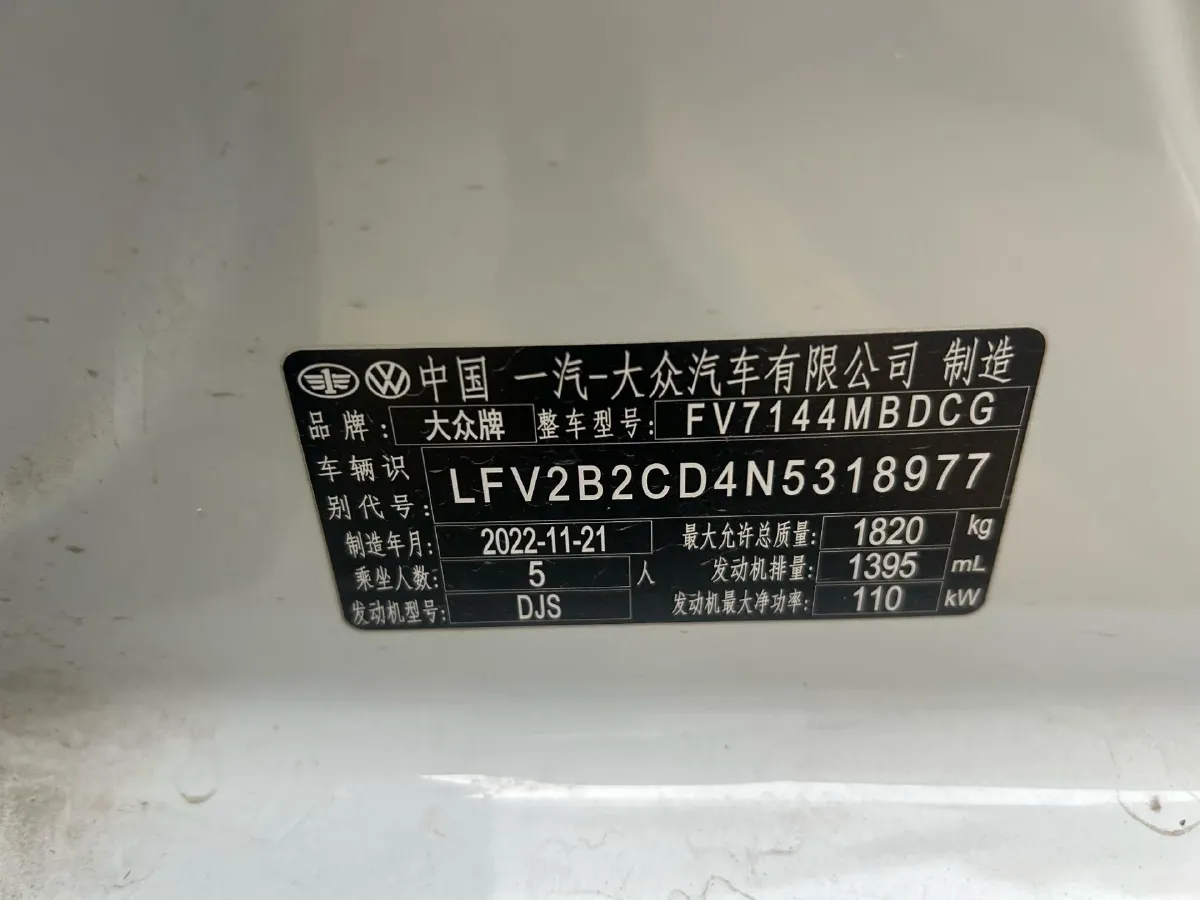 中国 一汽-大众汽车有限公司 制造
品牌: 大众牌 整车型号: FV7144MBDCG
车辆识别代号: LFV2B2CD4N5318977
制造年月: 2022-11-21 最大允许总质量: 1820 kg
乘坐人数: 5 人 发动机排量: 1395 mL
发动机型号: DJS 发动机最大净功率: 110 kW